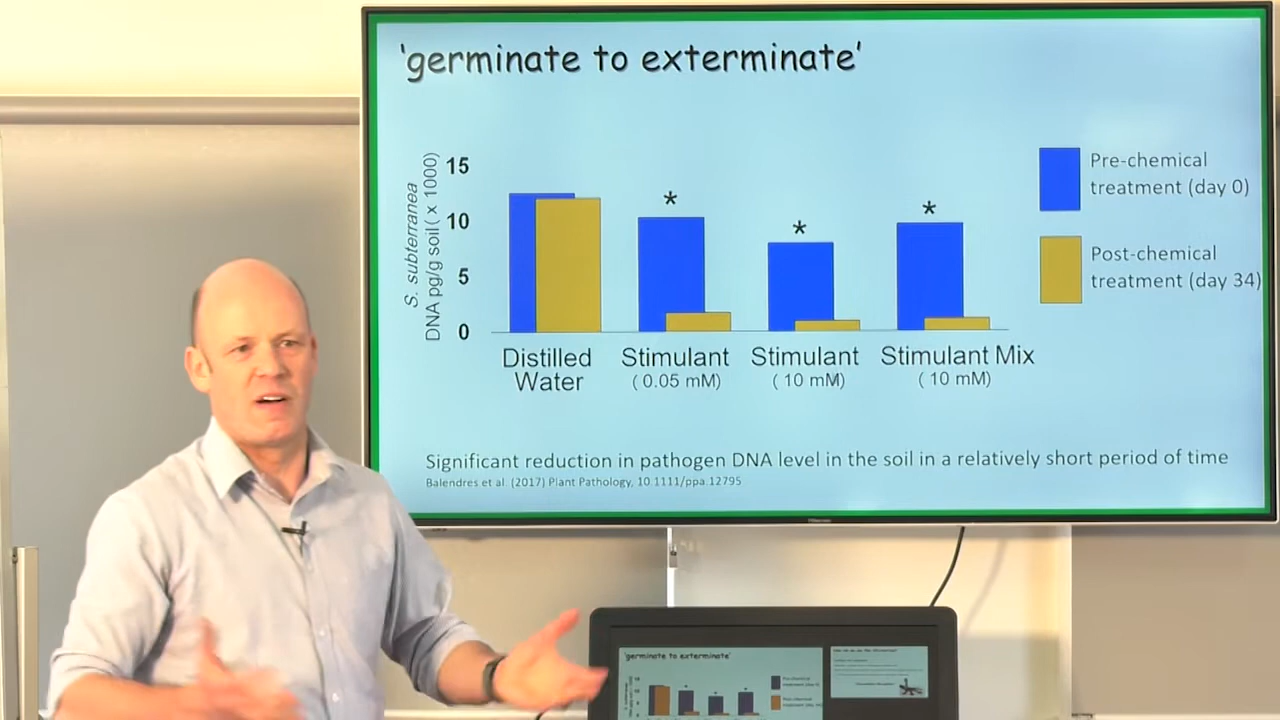 'germinate to exterminate'
S. subterranea
DNA pg/g soil ( x 1000)
15
10
5
0
*
*
*
Distilled
Water
Stimulant
( 0.05 mM)
Stimulant
( 10 mM)
Stimulant Mix
( 10 mM)
Pre-chemical
treatment (day 0)
Post-chemical
treatment (day 34)
Significant reduction in pathogen DNA level in the soil in a relatively short period of time
Balendres et al. (2017) Plant Pathology, 10.1111/ppa.12795
Hisense
'germinate to exterminate'